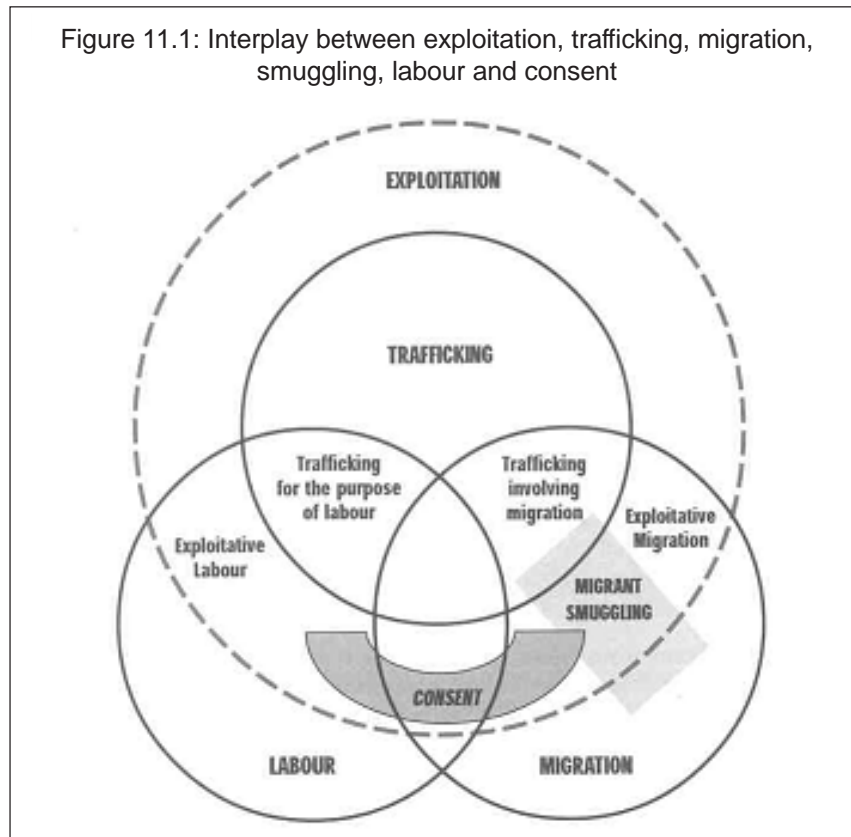 Figure 11.1: Interplay between exploitation, trafficking, migration,
smuggling, labour and consent
EXPLOITATION
TRAFFICKING
Trafficking
for the purpose
of labour
Trafficking
involving
migration
Exploitative
Labour
Exploitative
Migration
MIGRANT
SMUGGLING
CONSENT
LABOUR
MIGRATION